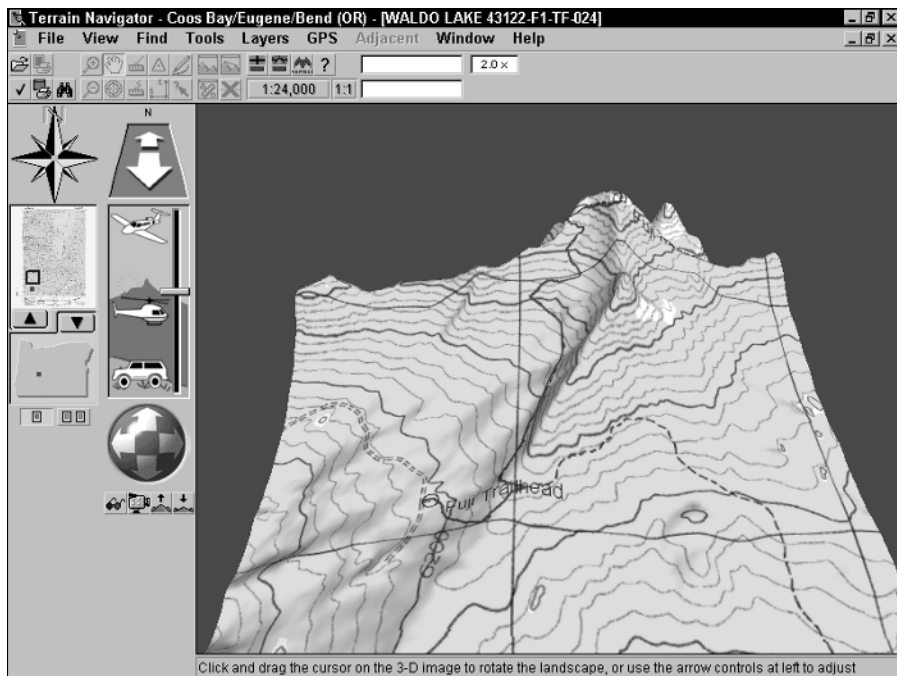 Terrain Navigator - Coos Bay/Eugene/Bend (OR) - [WALDO LAKE 43122-F1-TF-024]
File View Find Tools Layers GPS Adjacent Window Help
? 2.0 x
1:24,000 1:1
N
N
Fuji Trailhead
6200
Click and drag the cursor on the 3-D image to rotate the landscape, or use the arrow controls at left to adjust